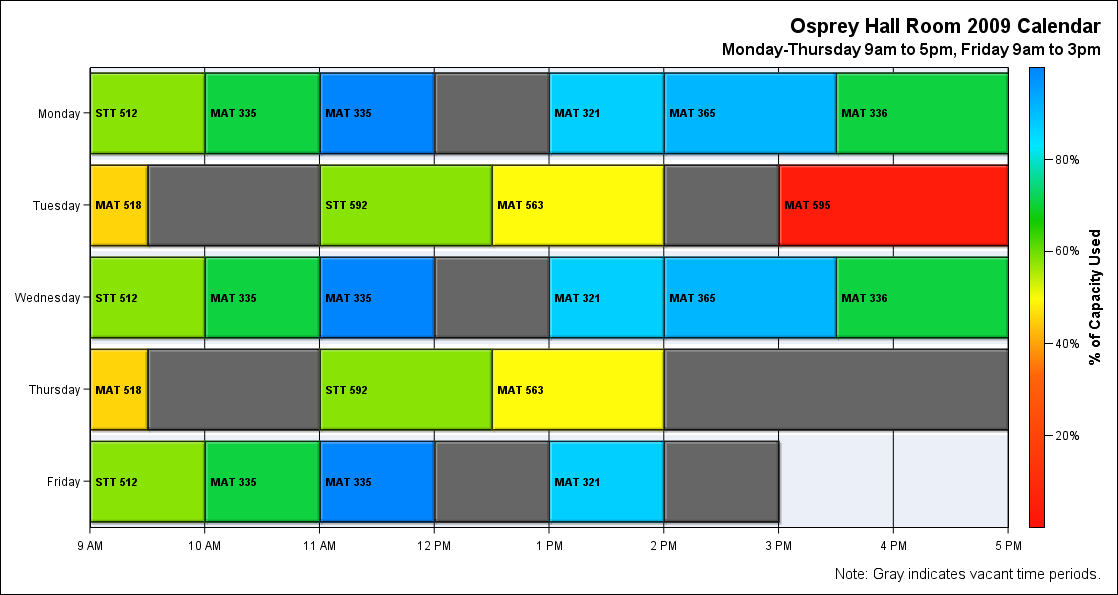 Osprey Hall Room 2009 Calendar
Monday-Thursday 9am to 5pm, Friday 9am to 3pm
Monday STT 512 MAT 335 MAT 335 MAT 321 MAT 365 MAT 336
Tuesday MAT 518 STT 592 MAT 563 MAT 595
Wednesday STT 512 MAT 335 MAT 335 MAT 321 MAT 365 MAT 336
Thursday MAT 518 STT 592 MAT 563
Friday STT 512 MAT 335 MAT 335 MAT 321
9 AM 10 AM 11 AM 12 PM 1 PM 2 PM 3 PM 4 PM 5 PM
80%
60%
40%
20%
% of Capacity Used
Note: Gray indicates vacant time periods.